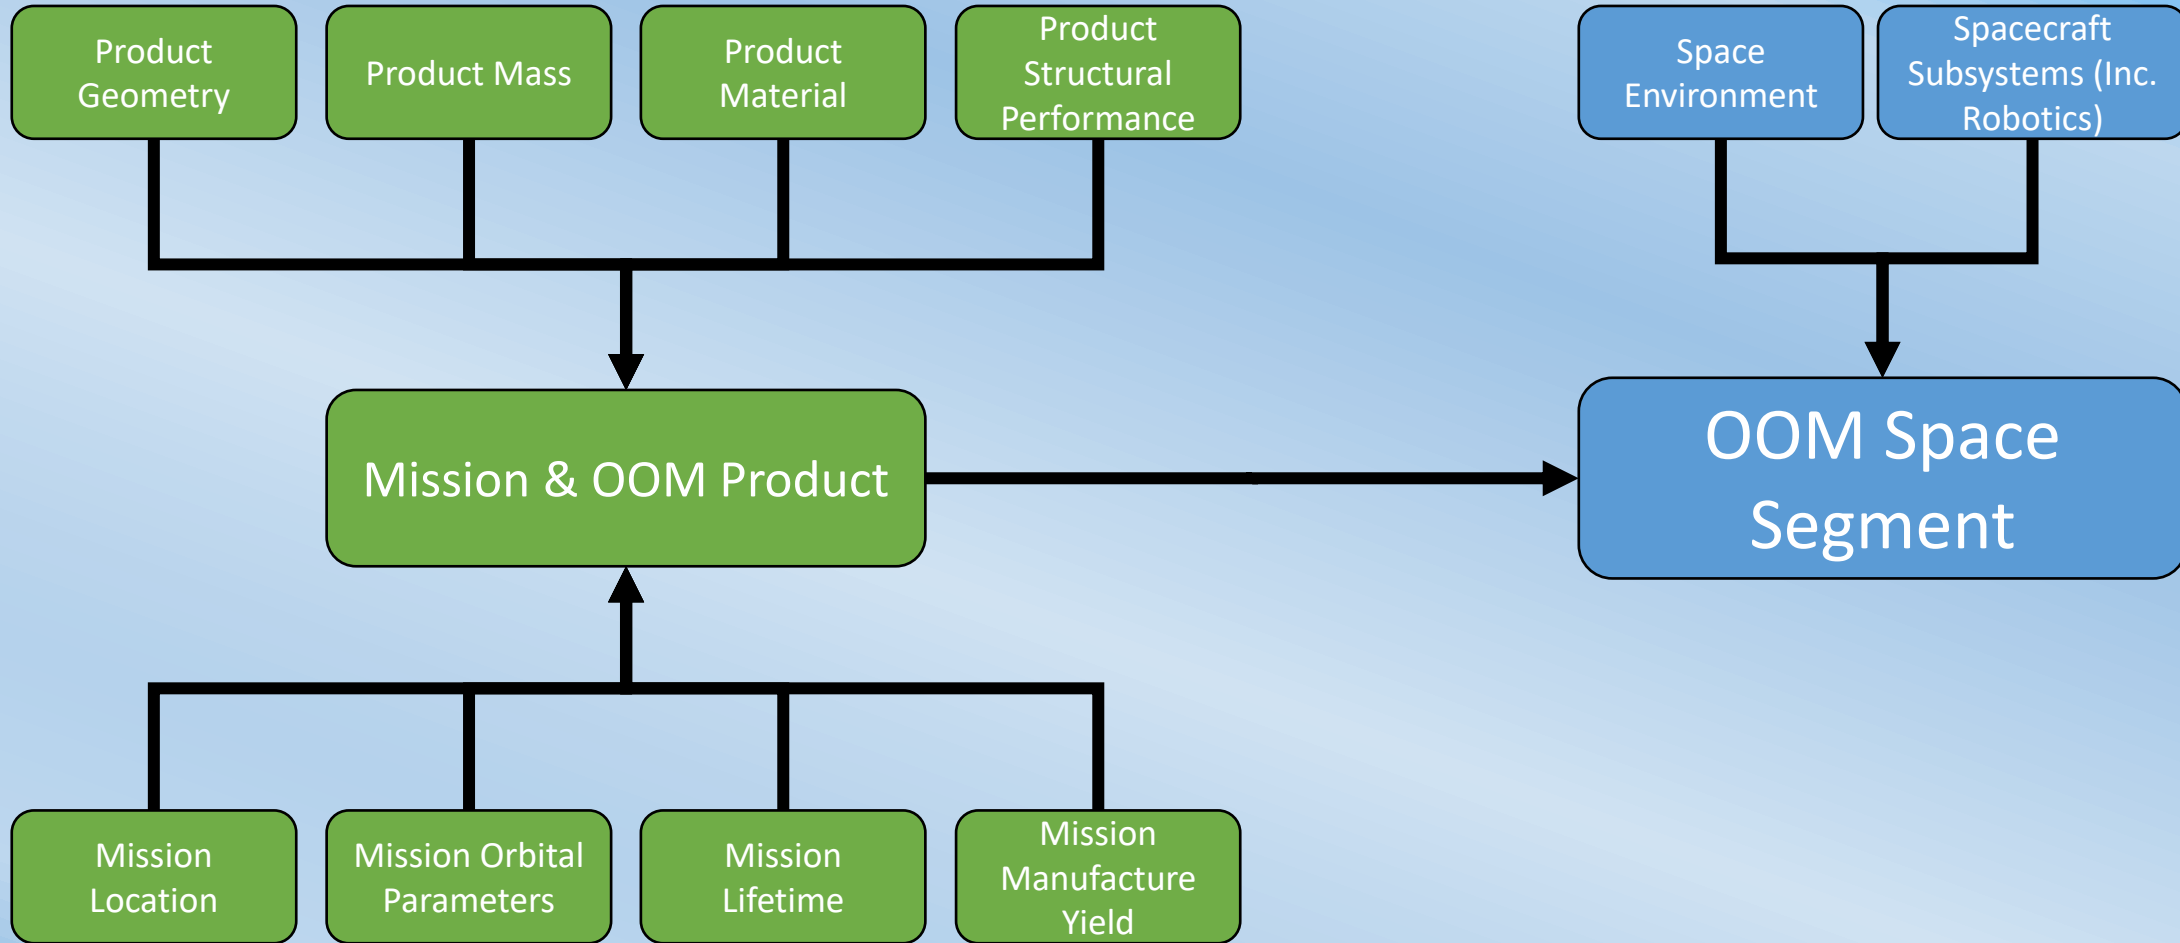 Product
Geometry
Product Mass
Product
Material
Product
Structural
Performance
Space
Environment
Spacecraft
Subsystems (Inc.
Robotics)
Mission & OOM Product
OOM Space
Segment
Mission
Location
Mission Orbital
Parameters
Mission
Lifetime
Mission
Manufacture
Yield